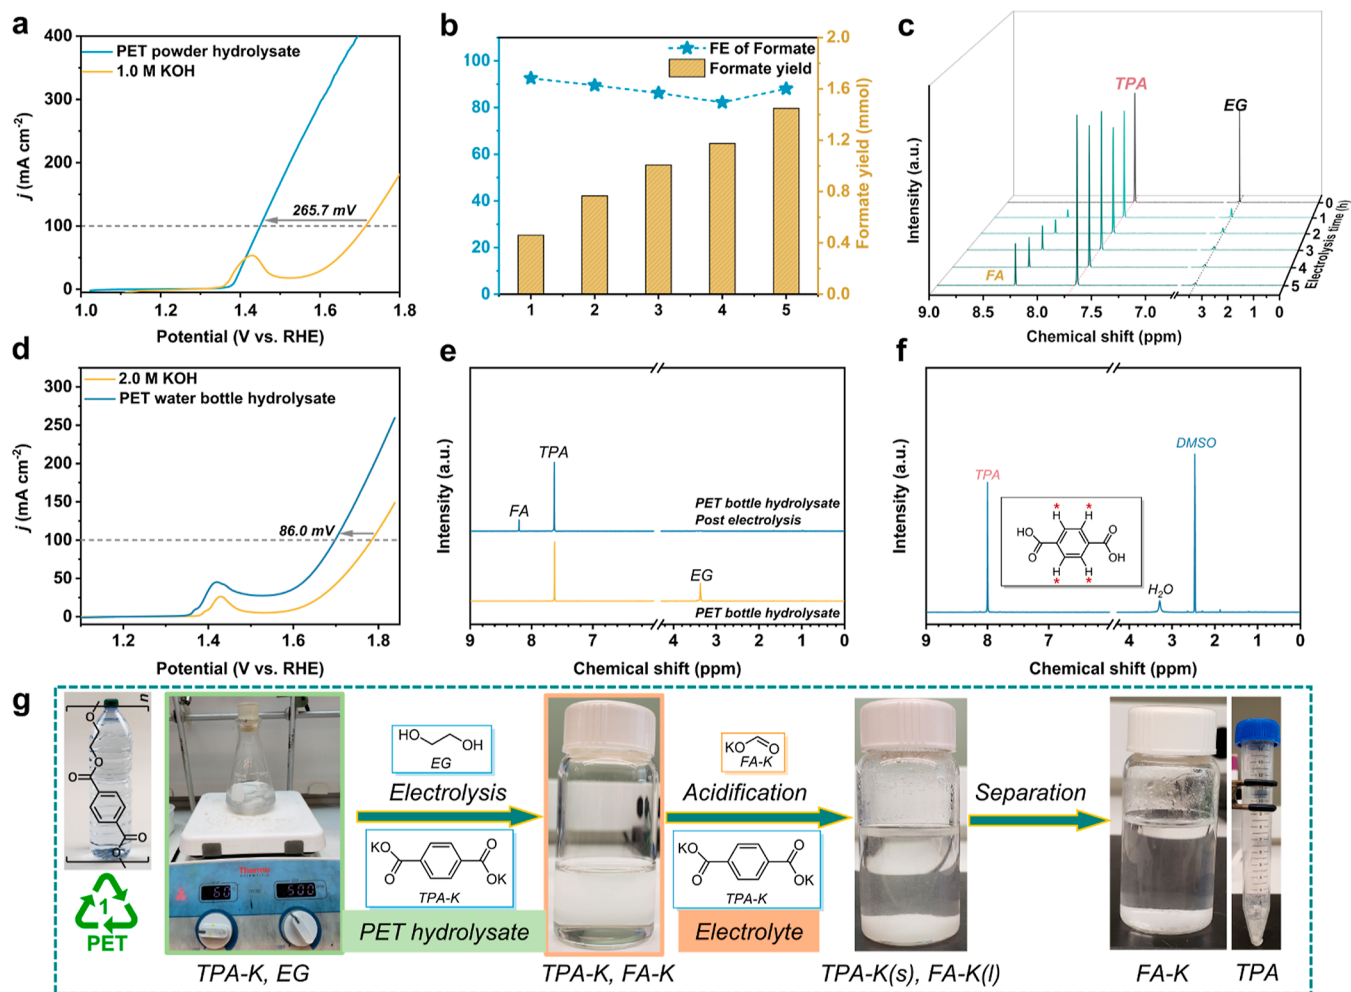 a
400
300
200
100
0
j (mA cm-2)
PET powder hydrolysate
1.0 M KOH
265.7 mV
1.0 1.2 1.4 1.6 1.8
Potential (V vs. RHE)
b
100
80
60
40
20
0
FE of Formate
Formate yield
2.0
1.6
1.2
0.8
0.4
0.0
Formate yield (mmol)
1 2 3 4 5
c
Intensity (a.u.)
TPA
EG
FA
0
1
2
3
4
5
Electrolysis time (h)
9.0 8.5 8.0 7.5 7.0 3 2 1 0
Chemical shift (ppm)
d
300
250
200
150
100
50
0
j (mA cm-2)
2.0 M KOH
PET water bottle hydrolysate
86.0 mV
1.2 1.4 1.6 1.8
Potential (V vs. RHE)
e
Intensity (a.u.)
TPA
FA
PET bottle hydrolysate
Post electrolysis
EG
PET bottle hydrolysate
9 8 7 4 3 2 1 0
Chemical shift (ppm)
f
Intensity (a.u.)
DMSO
TPA
* *
H H
HO O
O OH
H H
* *
H2O
9 8 7 4 3 2 1 0
Chemical shift (ppm)
g
n
O
O
O
O
O
1
PET
Thermo
SCIENTIFIC
60 500
TPA-K, EG
HO OH
EG
Electrolysis
KO O
O OK
TPA-K
PET hydrolysate
TPA-K, FA-K
KO O
FA-K
Acidification
KO O
O OK
TPA-K
Electrolyte
TPA-K(s), FA-K(l)
Separation
FA-K
TPA